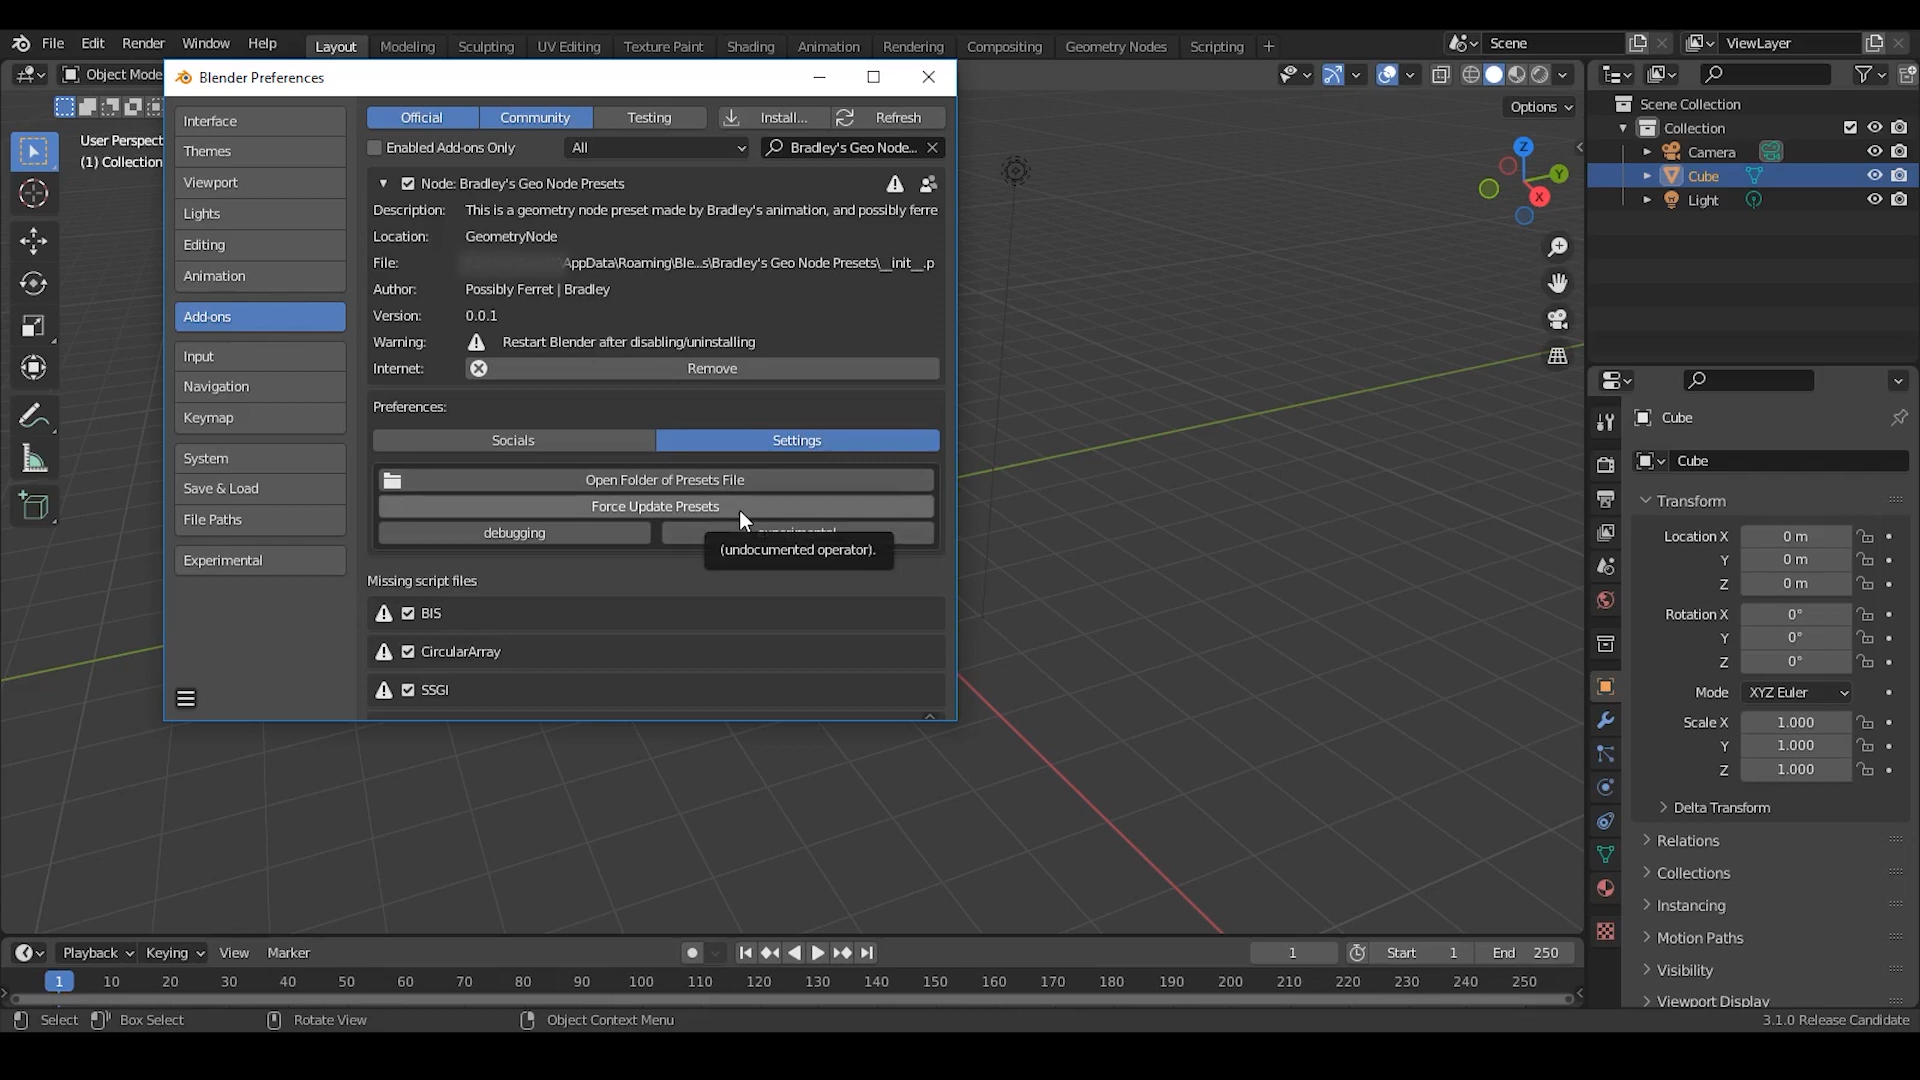 File Edit Render Window Help Layout Modeling Sculpting UV Editing Texture Paint Shading Animation Rendering Compositing Geometry Nodes Scripting + Scene ViewLayer
Object Mode
Blender Preferences
Options
User Perspect
(1) Collection
Interface
Themes
Viewport
Lights
Editing
Animation
Add-ons
Input
Navigation
Keymap
System
Save & Load
File Paths
Experimental
Official Community Testing Install... Refresh
Enabled Add-ons Only All Bradley's Geo Node...
Node: Bradley's Geo Node Presets
Description: This is a geometry node preset made by Bradley's animation, and possibly ferre
Location: GeometryNode
File: AppData\Roaming\Ble...s\Bradley's Geo Node Presets\__init__.p
Author: Possibly Ferret | Bradley
Version: 0.0.1
Warning: Restart Blender after disabling/uninstalling
Internet: Remove
Preferences:
Socials Settings
Open Folder of Presets File
Force Update Presets
debugging
(undocumented operator).
Missing script files
BIS
CircularArray
SSGI
Z
Y
X
Scene Collection
Collection
Camera
Cube
Light
Cube
Cube
Transform
Location X 0 m
Y 0 m
Z 0 m
Rotation X 0°
Y 0°
Z 0°
Mode XYZ Euler
Scale X 1.000
Y 1.000
Z 1.000
Delta Transform
Relations
Collections
Instancing
Motion Paths
Visibility
Viewport Display
Playback Keying View Marker 1 Start 1 End 250
1 10 20 30 40 50 60 70 80 90 100 110 120 130 140 150 160 170 180 190 200 210 220 230 240 250
Select Box Select Rotate View Object Context Menu 3.1.0 Release Candidate